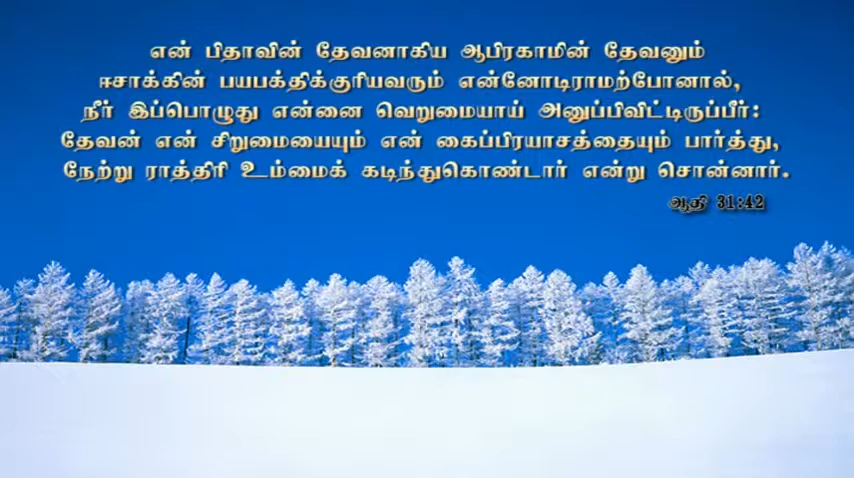 என் பிதாவின் தேவனாகிய ஆபிரகாமின் தேவனும்
ஈசாக்கின் பயபக்திக்குரியவரும் என்னோடிராமற்போனால்,
நீர் இப்பொழுது என்னை வெறுமையாய் அனுப்பிவிட்டிருப்பீர்:
தேவன் என் சிறுமையையும் என் கைப்பிரயாசத்தையும் பார்த்து,
நேற்று ராத்திரி உம்மைக் கடிந்துகொண்டார் என்று சொன்னார்.
ஆதி 31:42